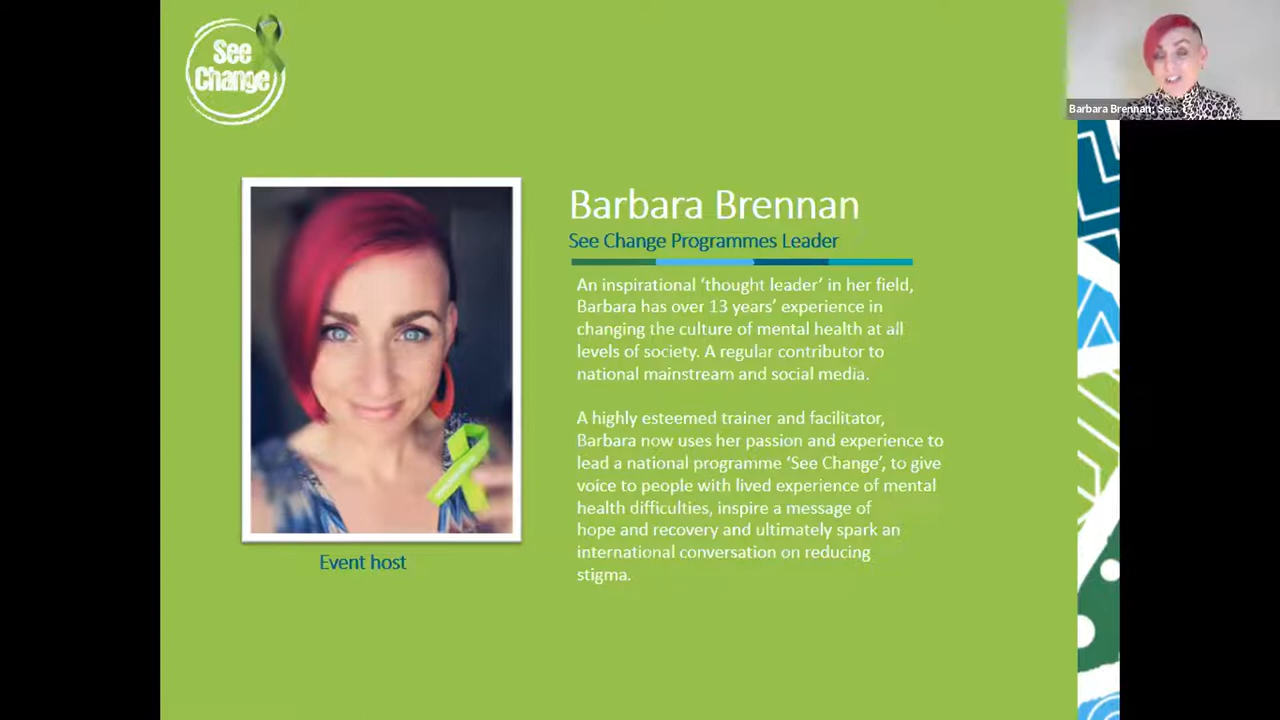 See
Change
Barbara Brennan; Se...
Barbara Brennan
See Change Programmes Leader
An inspirational ‘thought leader’ in her field,
Barbara has over 13 years’ experience in
changing the culture of mental health at all
levels of society. A regular contributor to
national mainstream and social media.
A highly esteemed trainer and facilitator,
Barbara now uses her passion and experience to
lead a national programme ‘See Change’, to give
voice to people with lived experience of mental
health difficulties, inspire a message of
hope and recovery and ultimately spark an
international conversation on reducing
stigma.
Event host